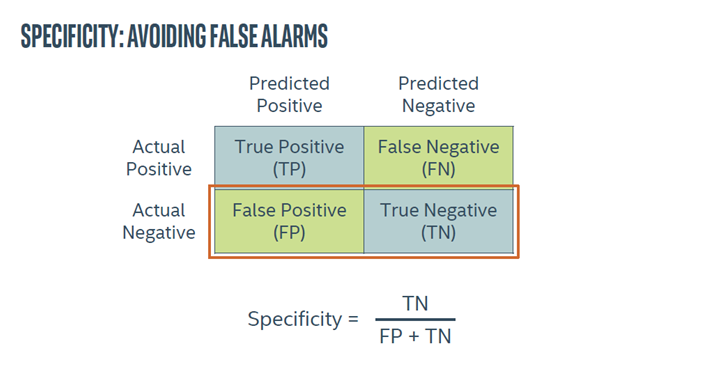 SPECIFICITY: AVOIDING FALSE ALARMS
Predicted
Positive
Predicted
Negative
Actual
Positive
True Positive
(TP)
False Negative
(FN)
Actual
Negative
False Positive
(FP)
True Negative
(TN)
Specificity =
TN
FP + TN